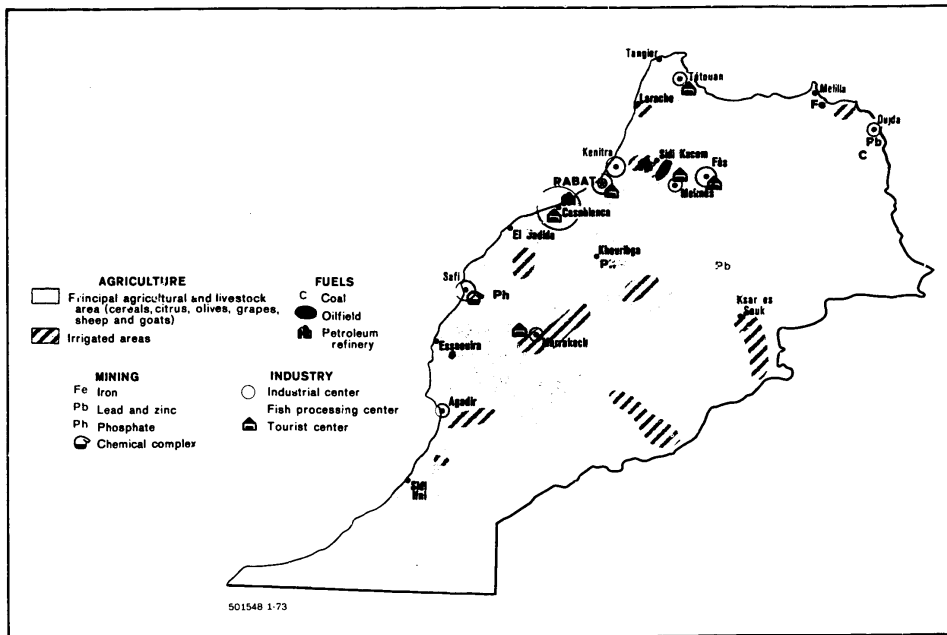 Tangier
Tétouan
Larache
Melilla
Oujda
Pb
C
Kenitra
Sidi Kacem
Fès
RABAT
Meknès
Casablanca
El Jadida
Khouribga
Pb
Safi
Ph
Ksar es
Souk
Essaouira
Marrakech
Agadir
Sidi
Ifni
AGRICULTURE
Principal agricultural and livestock
area (cereals, citrus, olives, grapes,
sheep and goats)
Irrigated areas
FUELS
C Coal
Oilfield
Petroleum
refinery
MINING
Fe Iron
Pb Lead and zinc
Ph Phosphate
Chemical complex
INDUSTRY
Industrial center
Fish processing center
Tourist center
501548 1-73